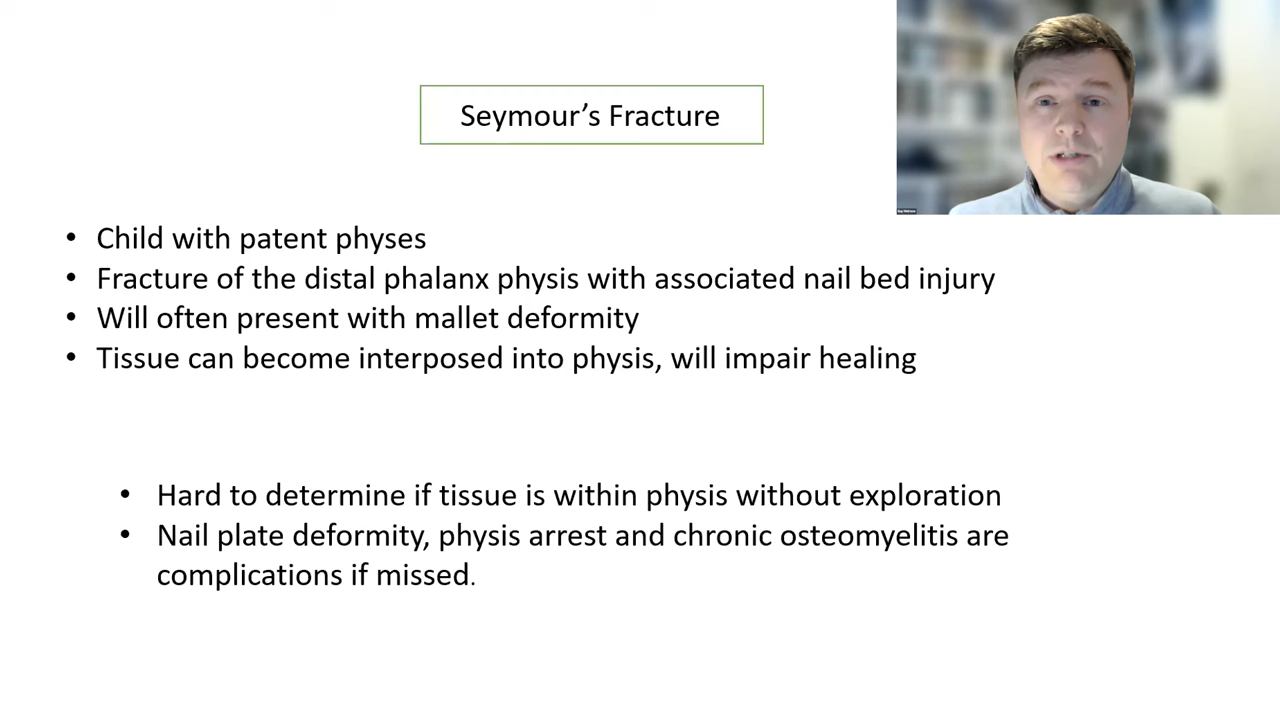 Seymour’s Fracture
• Child with patent physes
• Fracture of the distal phalanx physis with associated nail bed injury
• Will often present with mallet deformity
• Tissue can become interposed into physis, will impair healing
• Hard to determine if tissue is within physis without exploration
• Nail plate deformity, physis arrest and chronic osteomyelitis are
complications if missed.